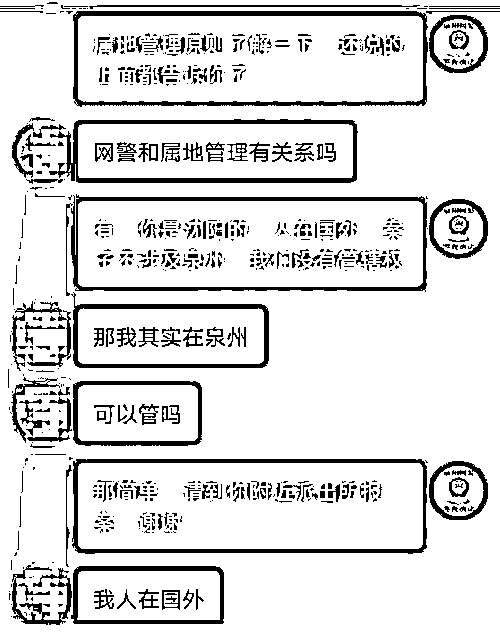 属地管理原则了解一下 还说的
上面都告诉你了
网警和属地管理有关系吗
有 你是沈阳的 人在国外 案
子不涉及泉州 我们没有管辖权
那我其实在泉州
可以管吗
那简单 请到你附近派出所报
案 谢谢
我人在国外